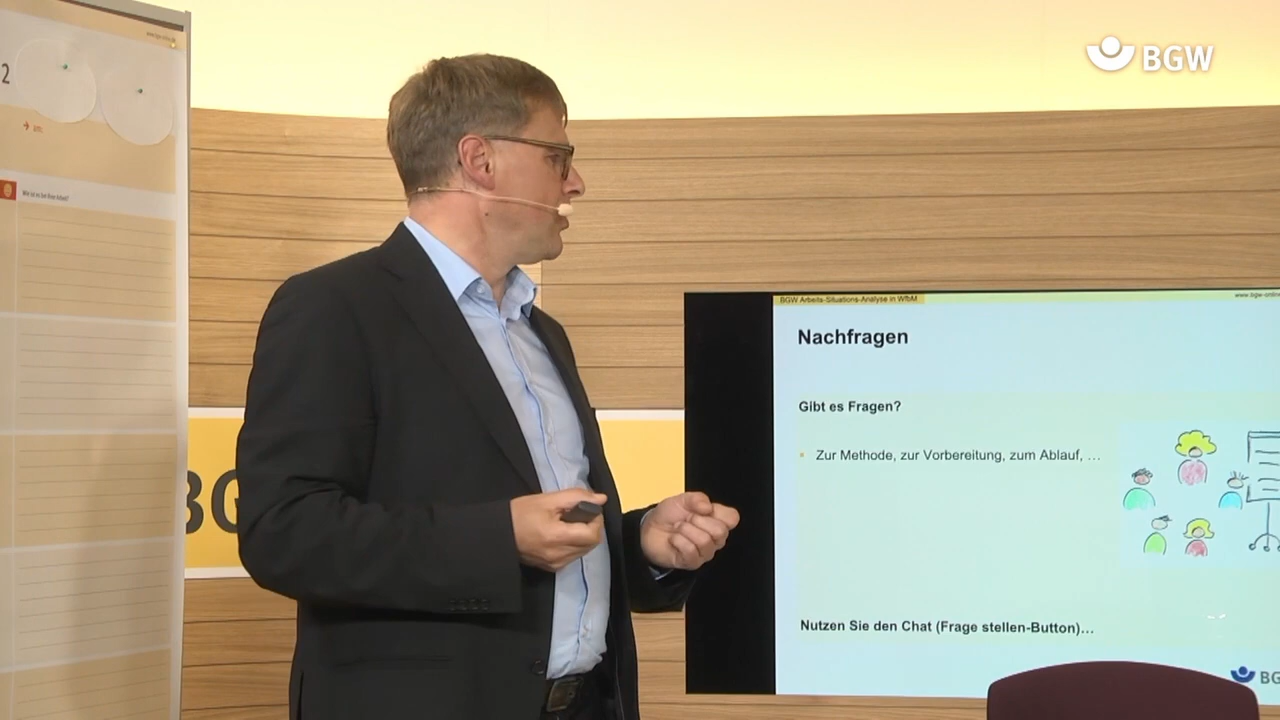 BGW
2
BGW Arbeits-Situations-Analyse in WfbM
Nachfragen
Gibt es Fragen?
Zur Methode, zur Vorbereitung, zum Ablauf, …
Nutzen Sie den Chat (Frage stellen-Button)…
BG
BG